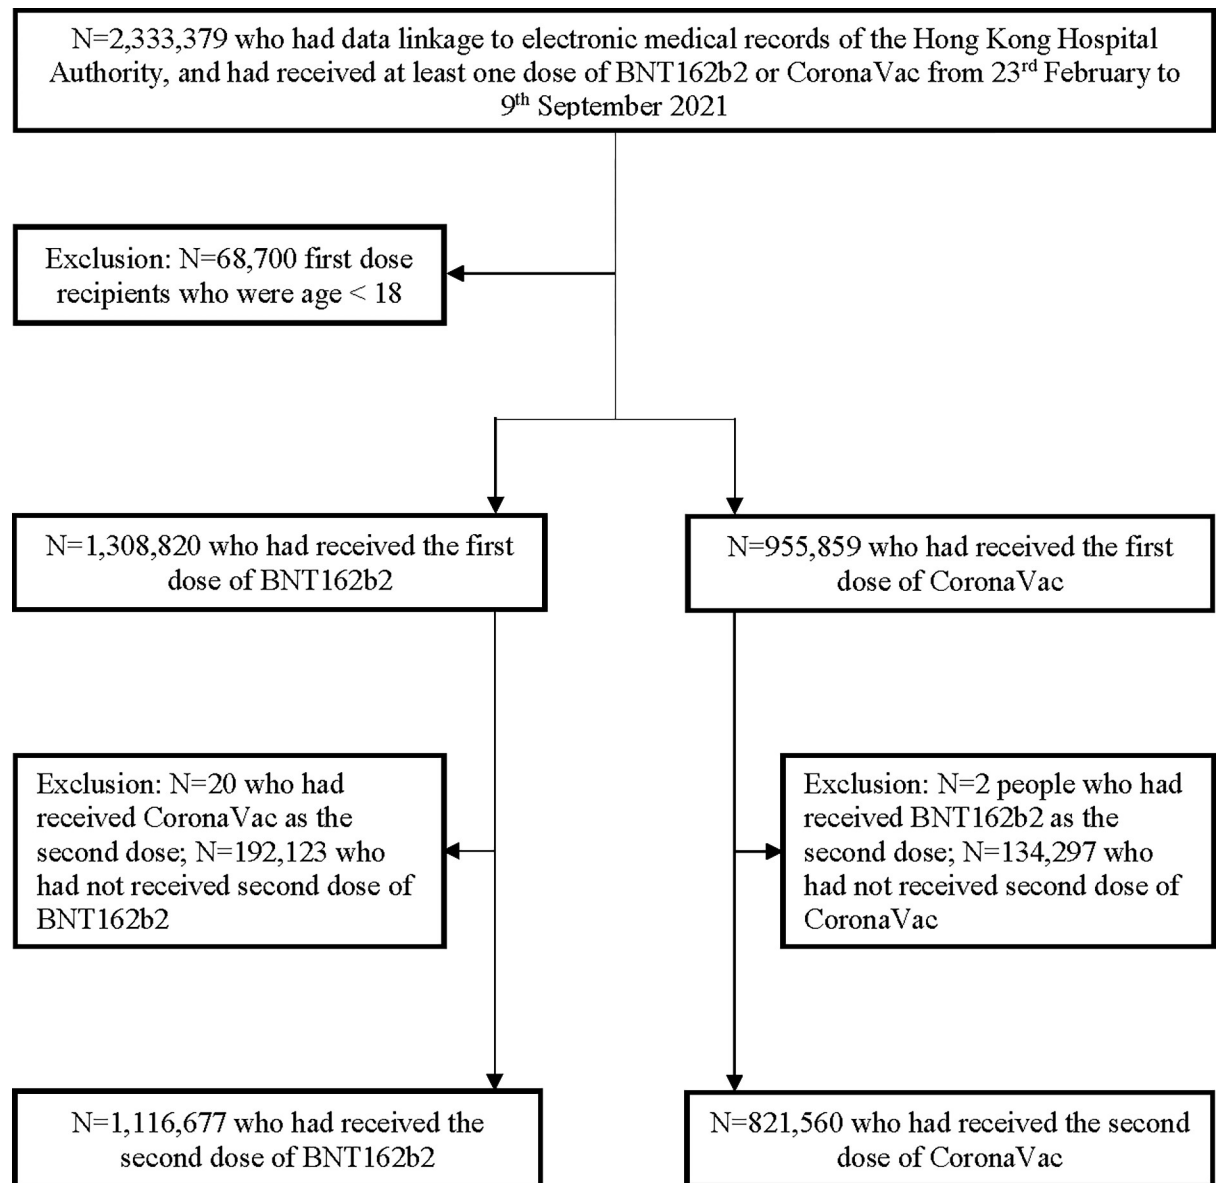 N=2,333,379 who had data linkage to electronic medical records of the Hong Kong Hospital
Authority, and had received at least one dose of BNT162b2 or CoronaVac from 23rd February to
9th September 2021
Exclusion: N=68,700 first dose
recipients who were age < 18
N=1,308,820 who had received the first
dose of BNT162b2
N=955,859 who had received the first
dose of CoronaVac
Exclusion: N=20 who had
received CoronaVac as the
second dose; N=192,123 who
had not received second dose of
BNT162b2
Exclusion: N=2 people who had
received BNT162b2 as the
second dose; N=134,297 who
had not received second dose of
CoronaVac
N=1,116,677 who had received the
second dose of BNT162b2
N=821,560 who had received the second
dose of CoronaVac